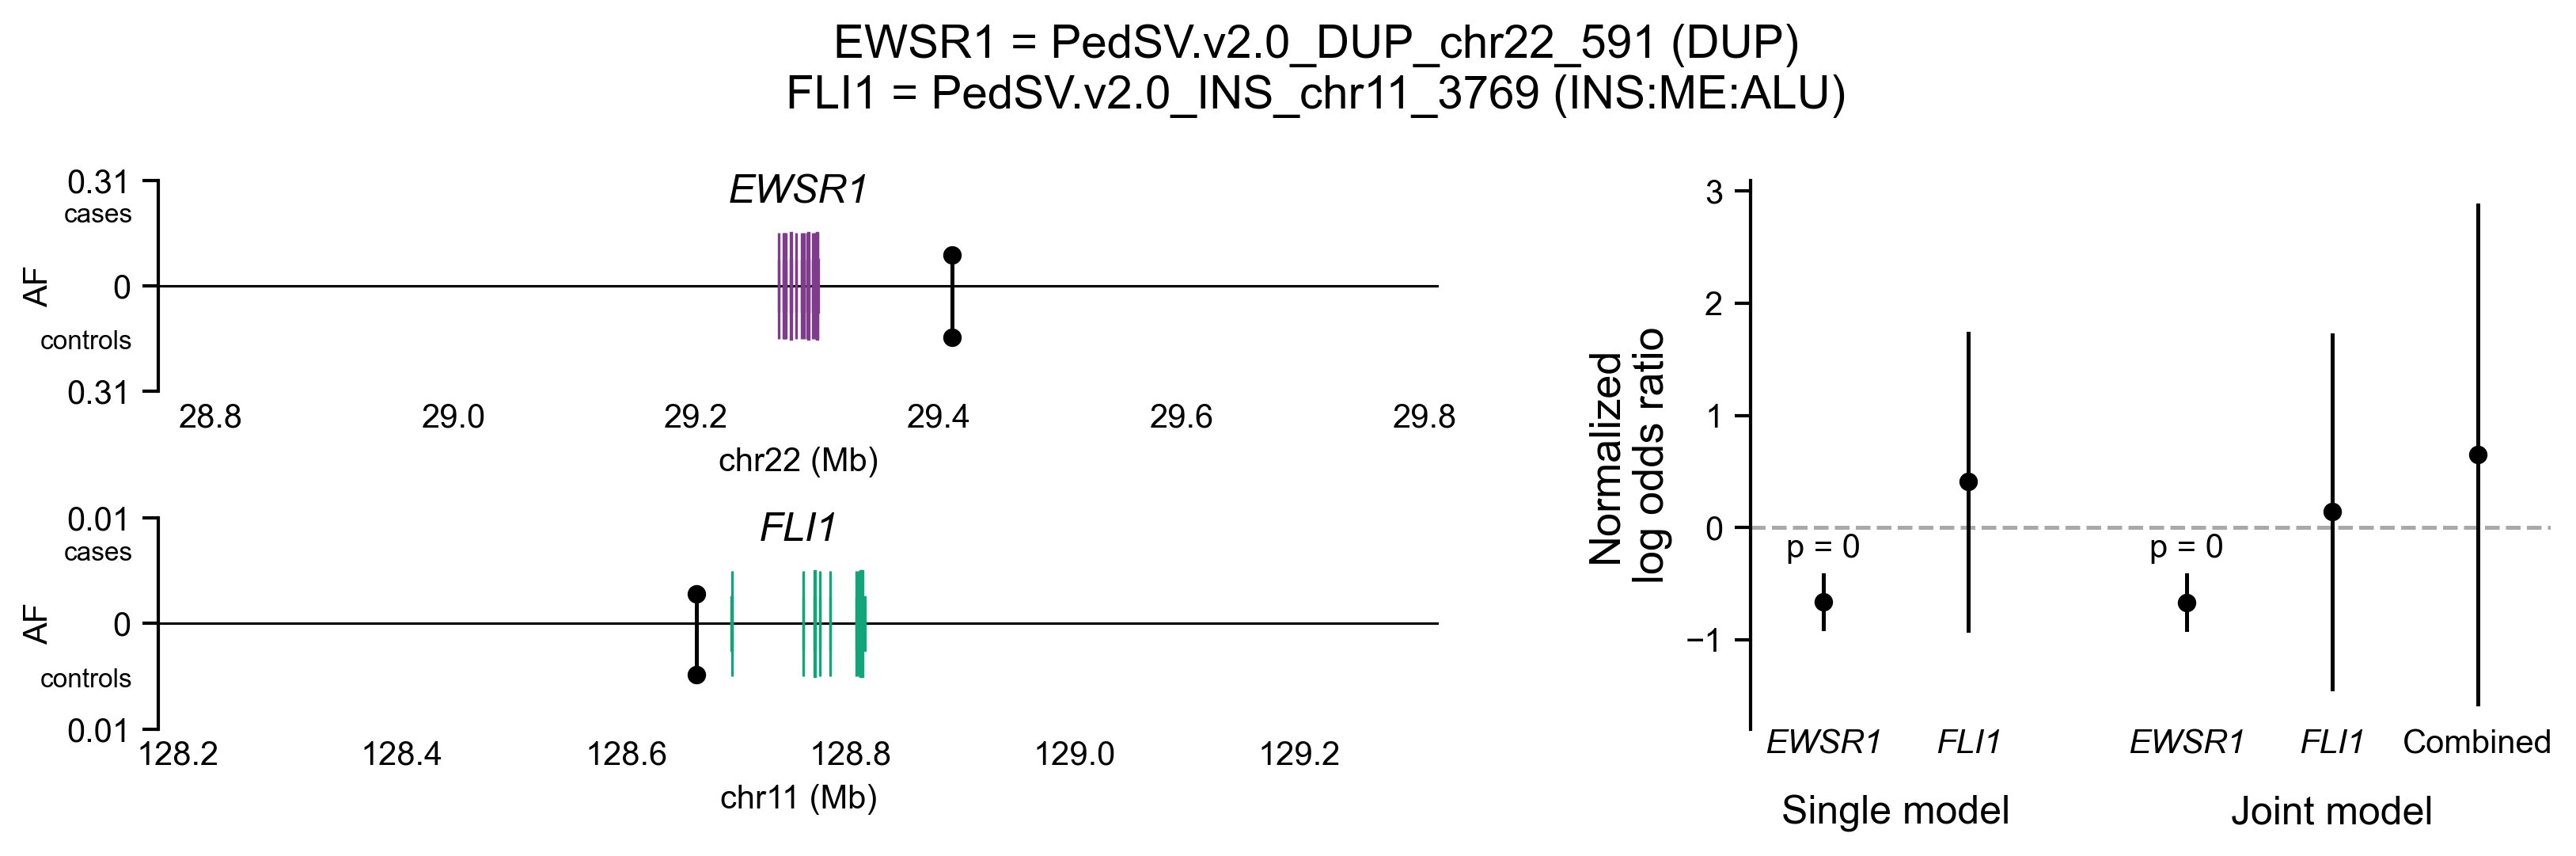 EWSR1 = PedSV.v2.0_DUP_chr22_591 (DUP)
FLI1 = PedSV.v2.0_INS_chr11_3769 (INS:ME:ALU)
EWSR1
0.31
cases
AF
0
controls
0.31
28.8 29.0 29.2 29.4 29.6 29.8
chr22 (Mb)
FLI1
0.01
cases
AF
0
controls
0.01
128.2 128.4 128.6 128.8 129.0 129.2
chr11 (Mb)
Normalized
log odds ratio
3
2
1
0
−1
p = 0 p = 0
EWSR1 FLI1 EWSR1 FLI1 Combined
Single model Joint model